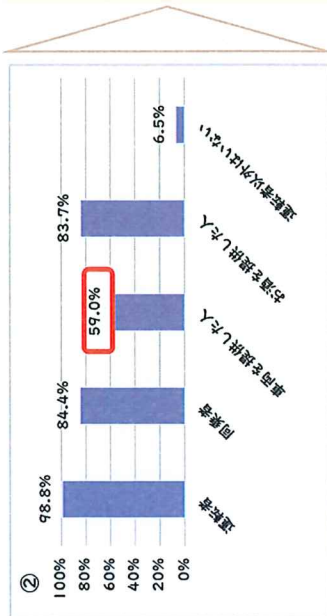 ②
100%
80%
60%
40%
20%
0%
98.8%
84.4%
59.0%
83.7%
6.5%
運転者
同乗者
車両を提供した人
お酒を提供した人
運転者以外はいない